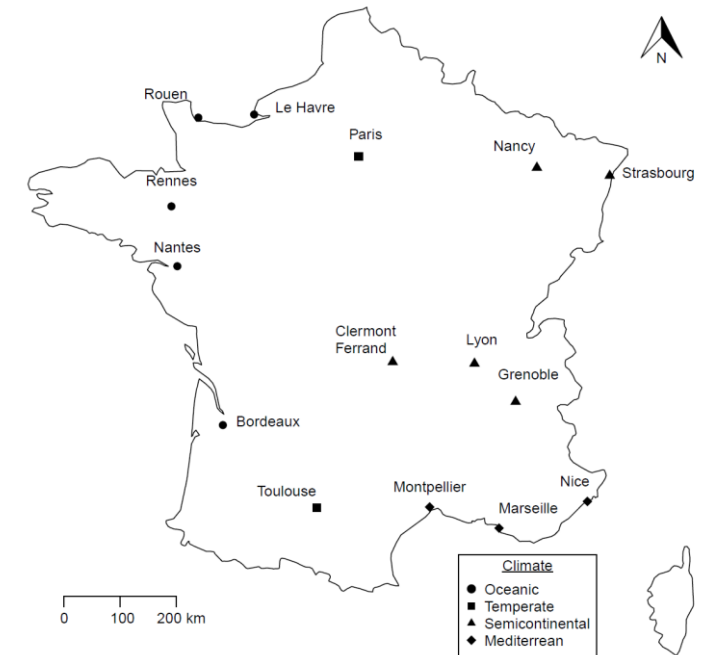 N
Rouen
Le Havre
Paris
Nancy
Strasbourg
Rennes
Nantes
Clermont
Ferrand
Lyon
Grenoble
Bordeaux
Toulouse
Montpellier
Nice
Marseille
Climate
Oceanic
Temperate
Semicontinental
Mediterrean
0 100 200 km